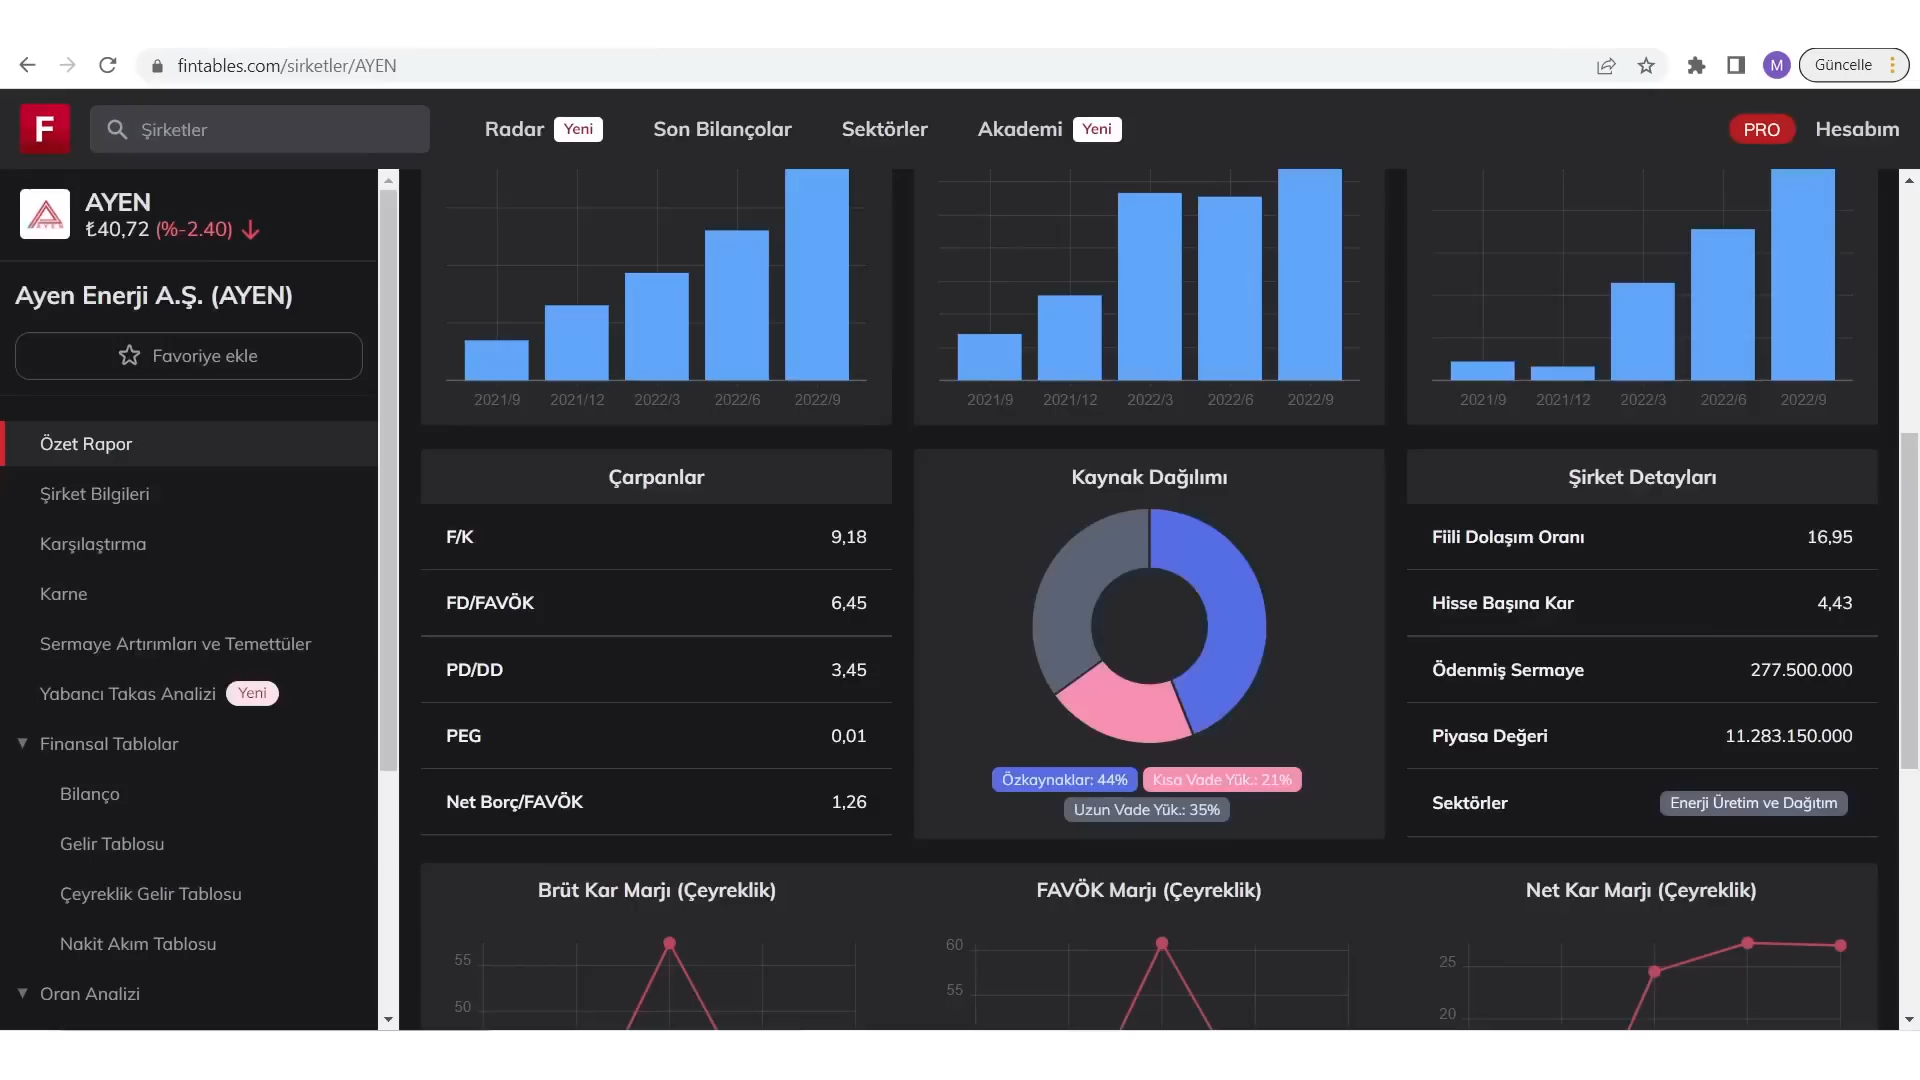 fintables.com/sirketler/AYEN
M
Güncelle
F
Şirketler
Radar Yeni
Son Bilançolar
Sektörler
Akademi Yeni
PRO
Hesabım
AYEN
₺40,72 (%-2.40)
Ayen Enerji A.Ş. (AYEN)
Favoriye ekle
Özet Rapor
Şirket Bilgileri
Karşılaştırma
Karne
Sermaye Artırımları ve Temettüler
Yabancı Takas Analizi Yeni
Finansal Tablolar
Bilanço
Gelir Tablosu
Çeyreklik Gelir Tablosu
Nakit Akım Tablosu
Oran Analizi
2021/9 2021/12 2022/3 2022/6 2022/9
2021/9 2021/12 2022/3 2022/6 2022/9
2021/9 2021/12 2022/3 2022/6 2022/9
Çarpanlar
F/K 9,18
FD/FAVÖK 6,45
PD/DD 3,45
PEG 0,01
Net Borç/FAVÖK 1,26
Kaynak Dağılımı
Özkaynaklar: 44% Kısa Vade Yük.: 21%
Uzun Vade Yük.: 35%
Şirket Detayları
Fiili Dolaşım Oranı 16,95
Hisse Başına Kar 4,43
Ödenmiş Sermaye 277.500.000
Piyasa Değeri 11.283.150.000
Sektörler Enerji Üretim ve Dağıtım
Brüt Kar Marjı (Çeyreklik)
55
50
FAVÖK Marjı (Çeyreklik)
60
55
Net Kar Marjı (Çeyreklik)
25
20